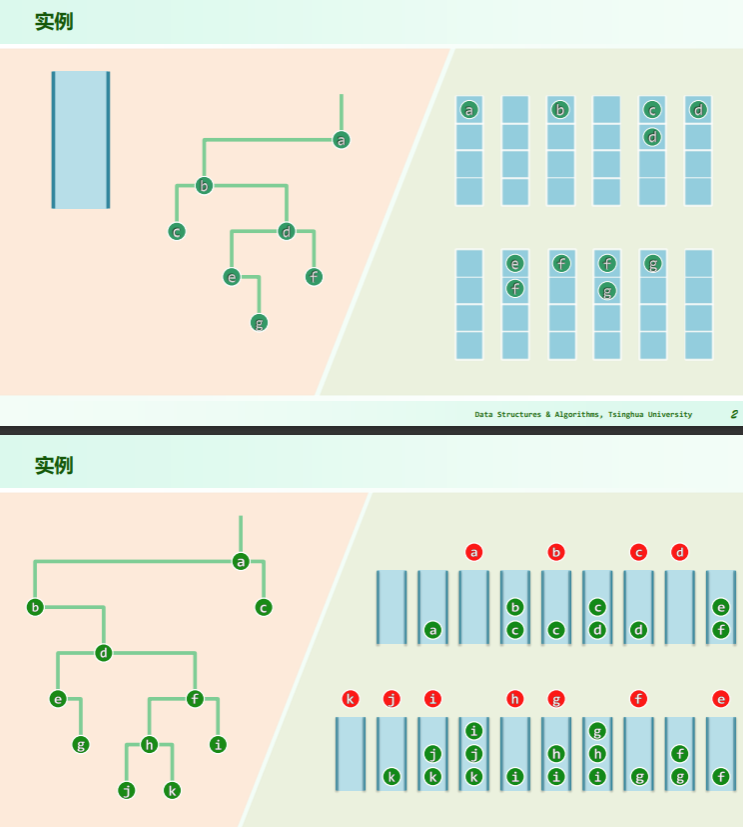 实例
a
b
c d
e f
g
a b c d
d
e f f g
f g
Data Structures & Algorithms, Tsinghua University 2
实例
a
b c
d
e f
g h i
j k
a b c d
b c e
a c c d d f
k j i h g f e
i g
j j h h f
k k k i i i g g f